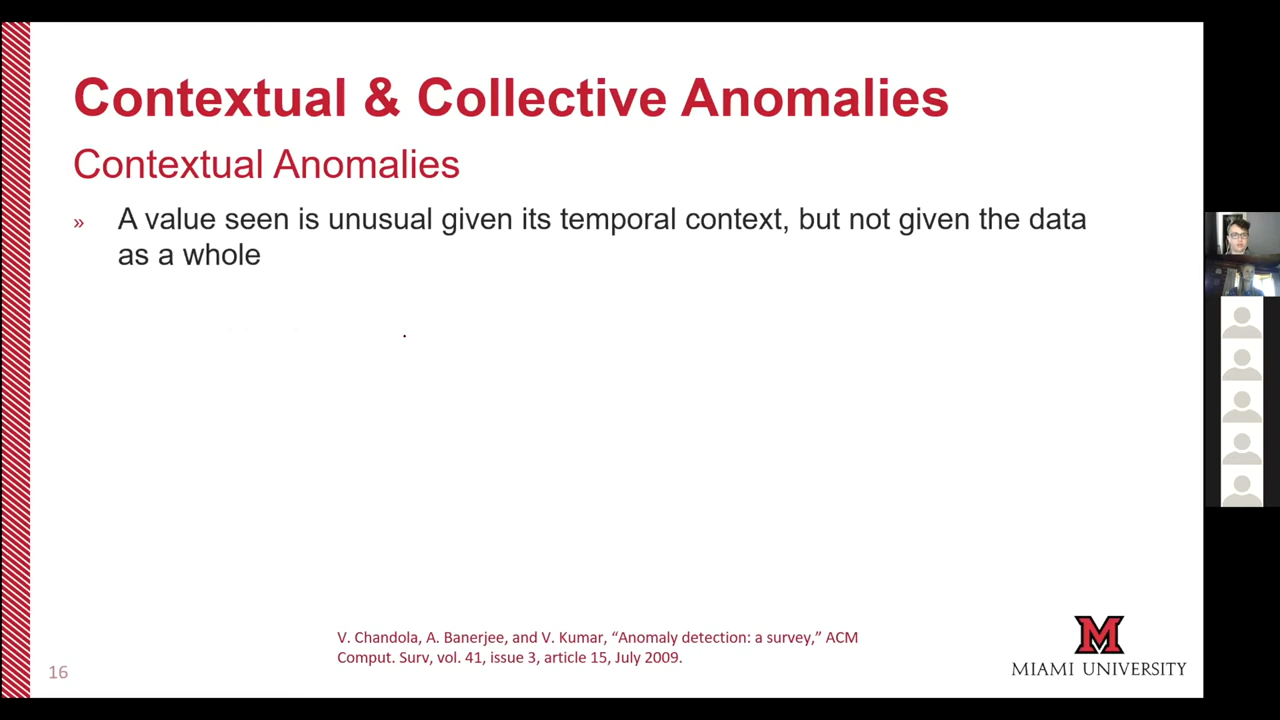 Contextual & Collective Anomalies
Contextual Anomalies
» A value seen is unusual given its temporal context, but not given the data
as a whole
V. Chandola, A. Banerjee, and V. Kumar, “Anomaly detection: a survey,” ACM
Comput. Surv, vol. 41, issue 3, article 15, July 2009.
16
M
MIAMI UNIVERSITY